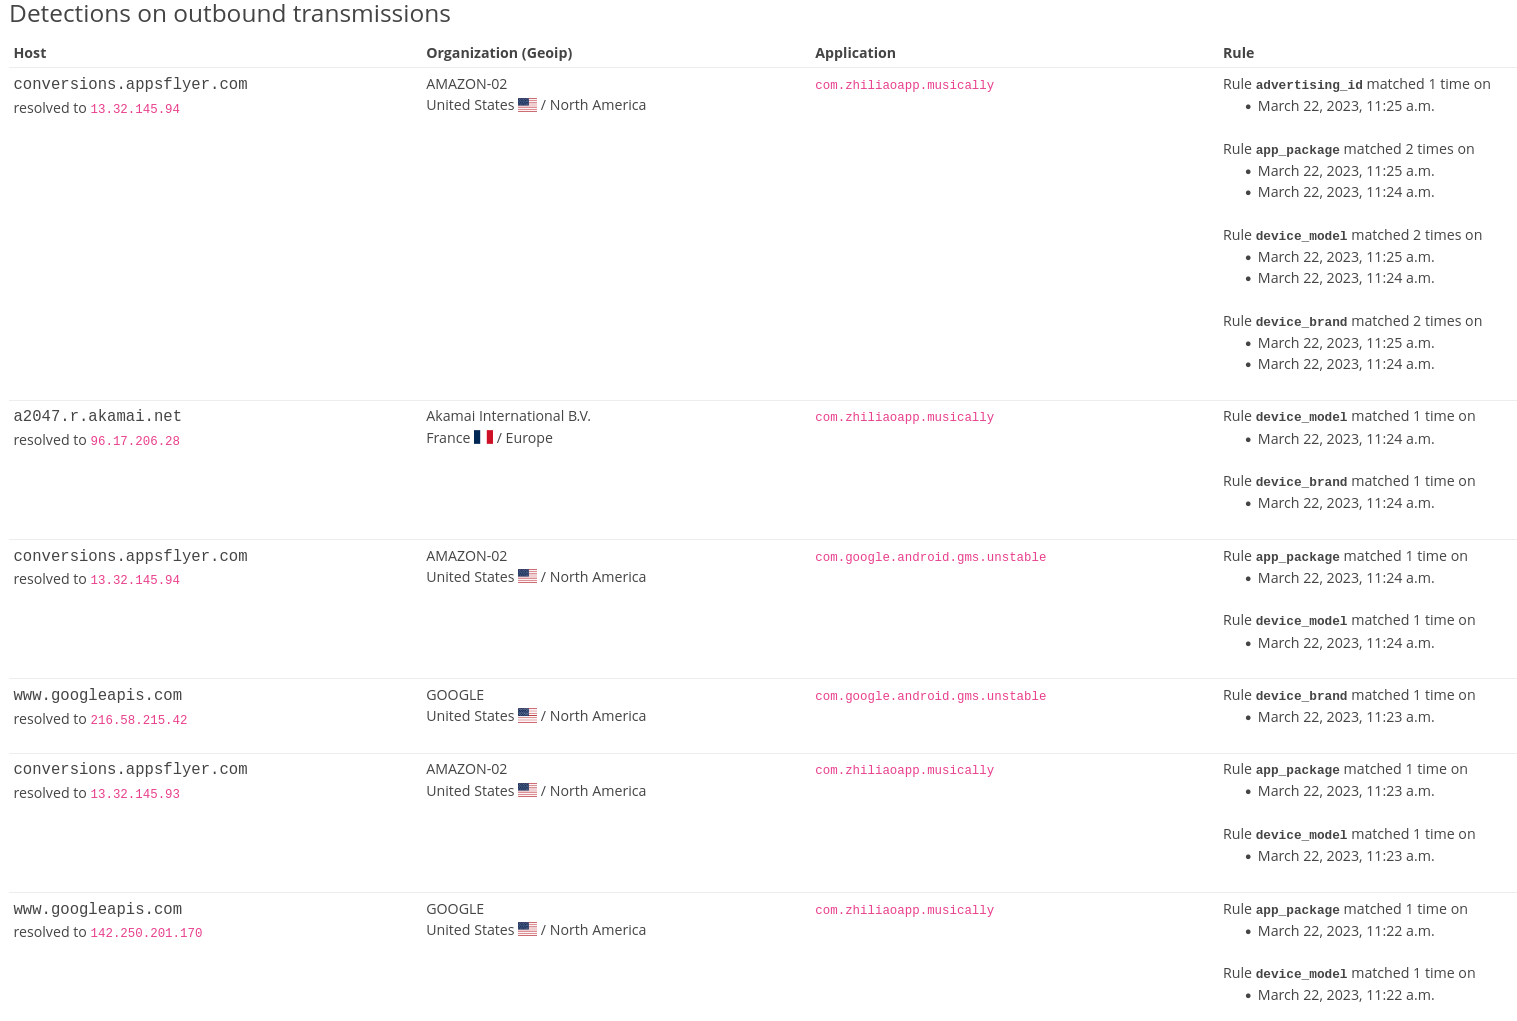 Detections on outbound transmissions
Host Organization (Geoip) Application Rule
conversions.appsflyer.com AMAZON-02 com.zhiliaoapp.musically Rule advertising_id matched 1 time on
resolved to 13.32.145.94 United States / North America • March 22, 2023, 11:25 a.m.
Rule app_package matched 2 times on
• March 22, 2023, 11:25 a.m.
• March 22, 2023, 11:24 a.m.
Rule device_model matched 2 times on
• March 22, 2023, 11:25 a.m.
• March 22, 2023, 11:24 a.m.
Rule device_brand matched 2 times on
• March 22, 2023, 11:25 a.m.
• March 22, 2023, 11:24 a.m.
a2047.r.akamai.net Akamai International B.V. com.zhiliaoapp.musically Rule device_model matched 1 time on
resolved to 96.17.206.28 France / Europe • March 22, 2023, 11:24 a.m.
Rule device_brand matched 1 time on
• March 22, 2023, 11:24 a.m.
conversions.appsflyer.com AMAZON-02 com.google.android.gms.unstable Rule app_package matched 1 time on
resolved to 13.32.145.94 United States / North America • March 22, 2023, 11:24 a.m.
Rule device_model matched 1 time on
• March 22, 2023, 11:24 a.m.
www.googleapis.com GOOGLE com.google.android.gms.unstable Rule device_brand matched 1 time on
resolved to 216.58.215.42 United States / North America • March 22, 2023, 11:23 a.m.
conversions.appsflyer.com AMAZON-02 com.zhiliaoapp.musically Rule app_package matched 1 time on
resolved to 13.32.145.93 United States / North America • March 22, 2023, 11:23 a.m.
Rule device_model matched 1 time on
• March 22, 2023, 11:23 a.m.
www.googleapis.com GOOGLE com.zhiliaoapp.musically Rule app_package matched 1 time on
resolved to 142.250.201.170 United States / North America • March 22, 2023, 11:22 a.m.
Rule device_model matched 1 time on
• March 22, 2023, 11:22 a.m.